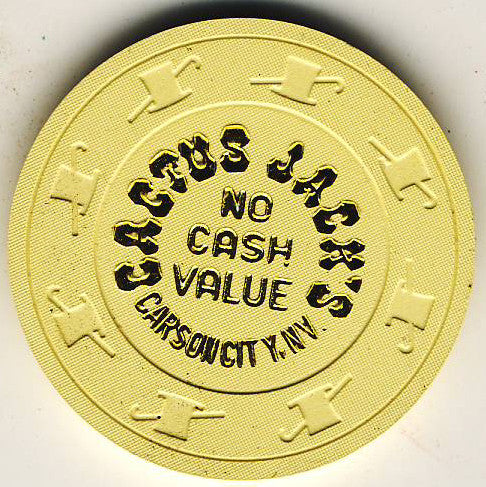 CACTUS JACK'S
NO
CASH
VALUE
CARSON CITY, NV.